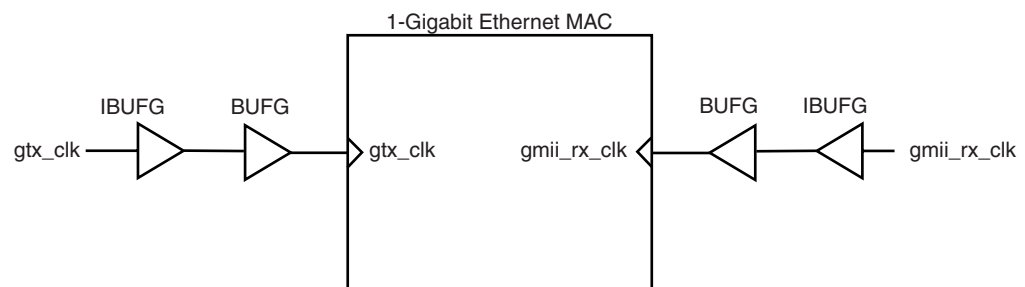 1-Gigabit Ethernet MAC
IBUFG BUFG BUFG IBUFG
gtx_clk gtx_clk gmii_rx_clk gmii_rx_clk